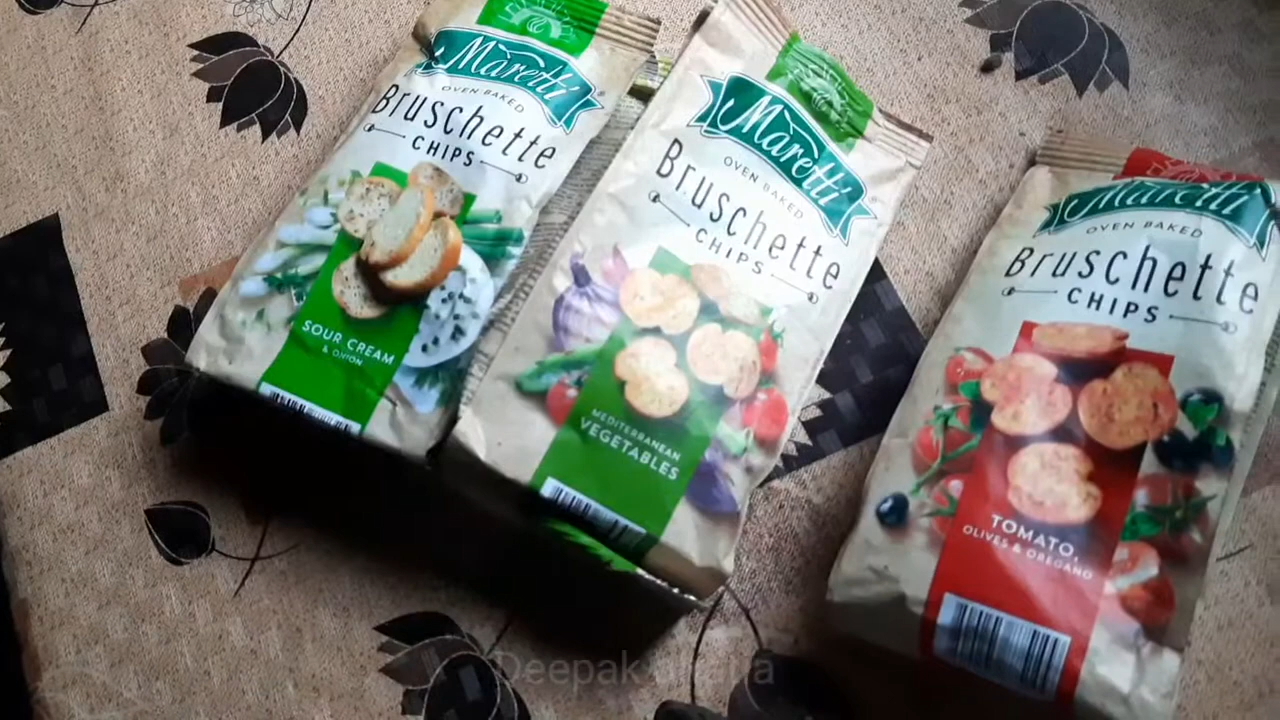 Maretti
OVEN BAKED
Bruschette
CHIPS
SOUR CREAM
& ONION
Maretti
OVEN BAKED
Bruschette
CHIPS
MEDITERRANEAN
VEGETABLES
Maretti
OVEN BAKED
Bruschette
CHIPS
TOMATO,
OLIVES & OREGANO
Deepak